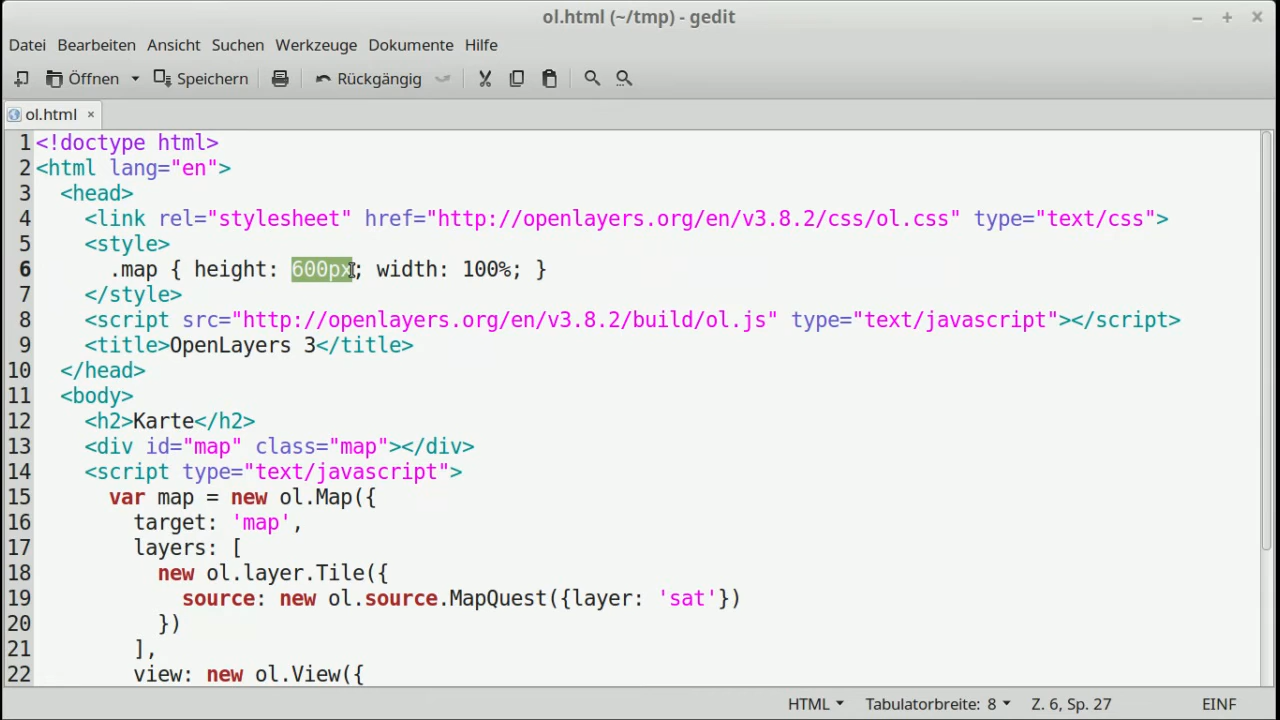 ol.html (~/tmp) - gedit
Datei Bearbeiten Ansicht Suchen Werkzeuge Dokumente Hilfe
Öffnen Speichern Rückgängig
ol.html ×
1 <!doctype html>
2 <html lang="en">
3   <head>
4     <link rel="stylesheet" href="http://openlayers.org/en/v3.8.2/css/ol.css" type="text/css">
5     <style>
6       .map { height: 600px; width: 100%; }
7     </style>
8     <script src="http://openlayers.org/en/v3.8.2/build/ol.js" type="text/javascript"></script>
9     <title>OpenLayers 3</title>
10   </head>
11   <body>
12     <h2>Karte</h2>
13     <div id="map" class="map"></div>
14     <script type="text/javascript">
15       var map = new ol.Map({
16         target: 'map',
17         layers: [
18           new ol.layer.Tile({
19             source: new ol.source.MapQuest({layer: 'sat'})
20           })
21         ],
22         view: new ol.View({
HTML Tabulatorbreite: 8 Z. 6, Sp. 27 EINF